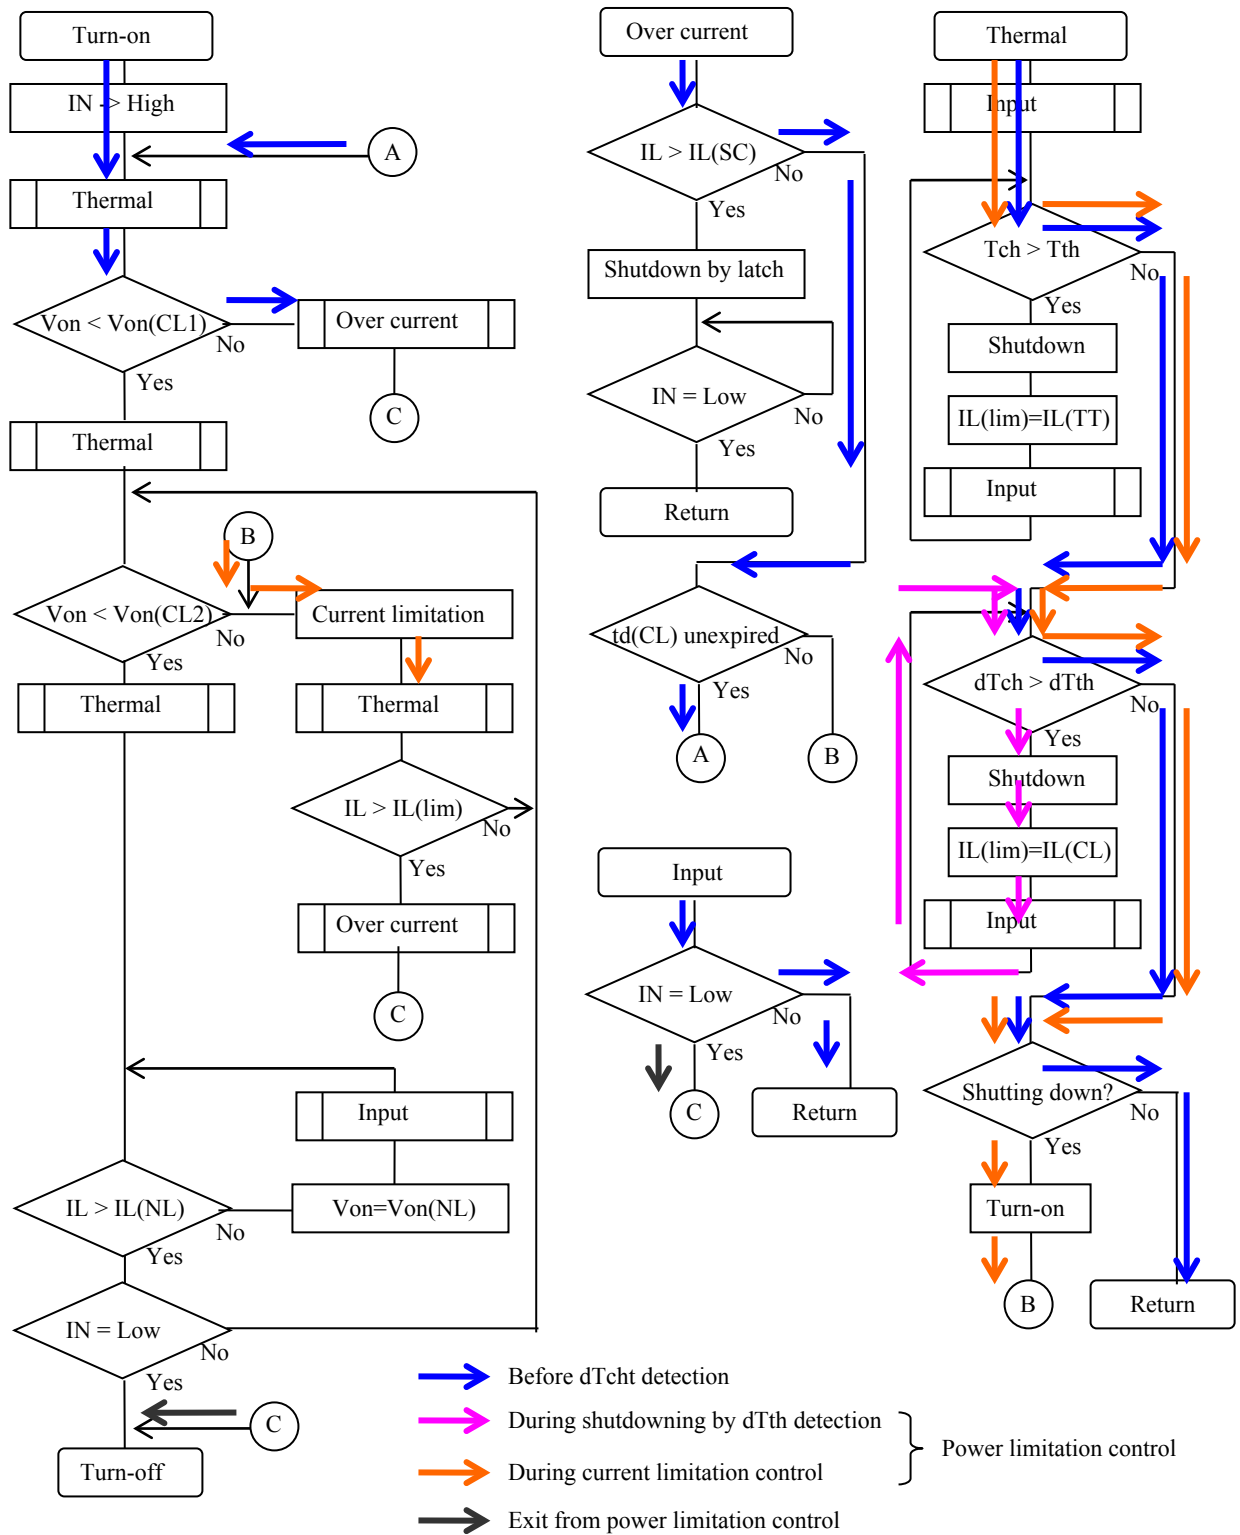 Turn-on
IN -> High
A
Thermal
Von < Von(CL1)
No
Yes
Over current
C
Thermal
B
Von < Von(CL2)
No
Yes
Current limitation
Thermal
Thermal
IL > IL(lim)
No
Yes
Over current
C
Input
IL > IL(NL)
No
Yes
Von=Von(NL)
IN = Low
No
Yes
C
Turn-off
Over current
IL > IL(SC)
No
Yes
Shutdown by latch
IN = Low
No
Yes
Return
td(CL) unexpired
No
Yes
A
B
Input
IN = Low
No
Yes
C
Return
Thermal
Input
Tch > Tth
No
Yes
Shutdown
IL(lim)=IL(TT)
Input
dTch > dTth
No
Yes
Shutdown
IL(lim)=IL(CL)
Input
Shutting down?
No
Yes
Turn-on
B
Return
Before dTcht detection
During shutdowning by dTth detection
During current limitation control
Power limitation control
Exit from power limitation control